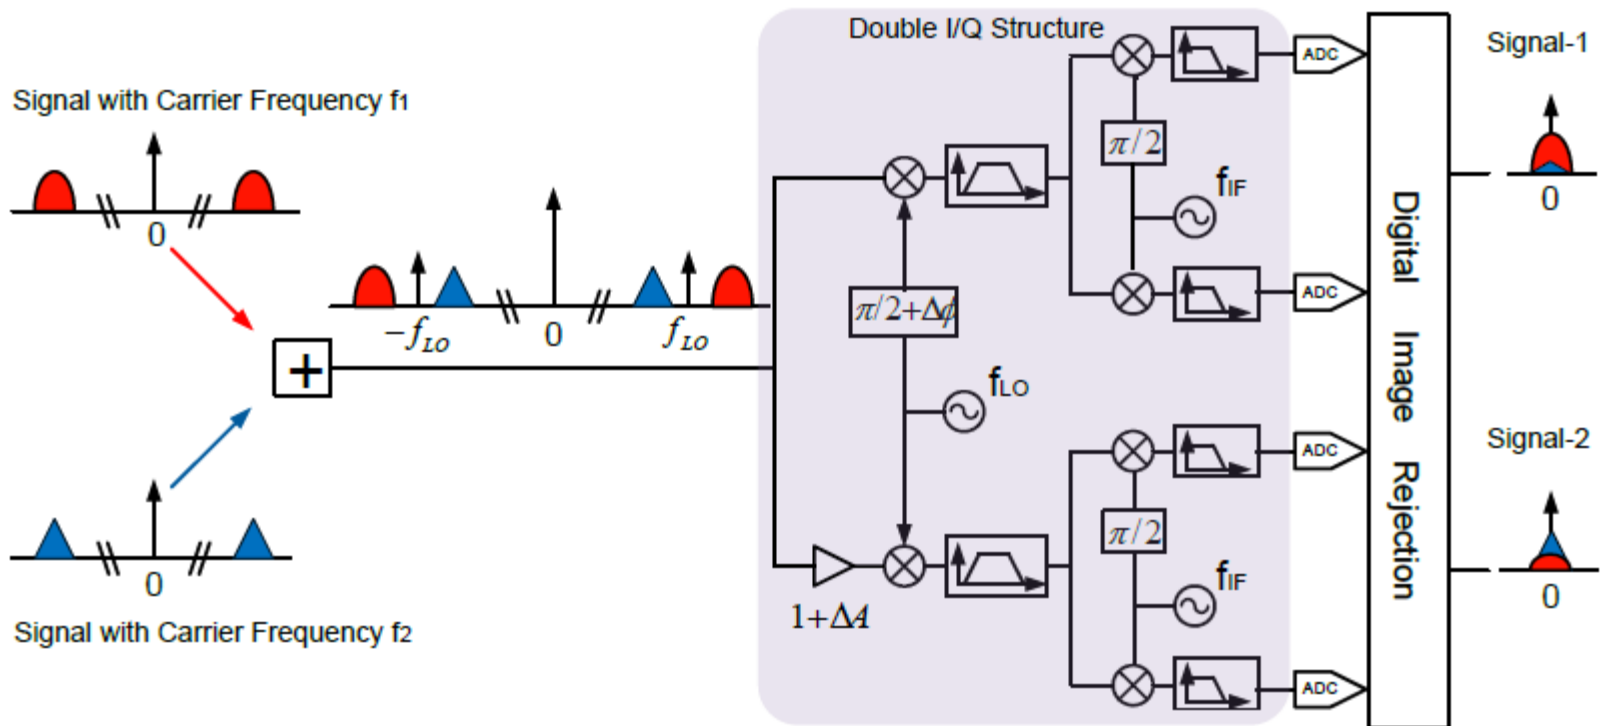 Double I/Q Structure
Signal-1
Signal with Carrier Frequency f1
0
0
-fLO
0
fLO
π/2+Δϕ
fLO
π/2
fIF
ADC
ADC
Digital Image Rejection
0
Signal with Carrier Frequency f2
1+ΔA
π/2
fIF
ADC
ADC
Signal-2
0